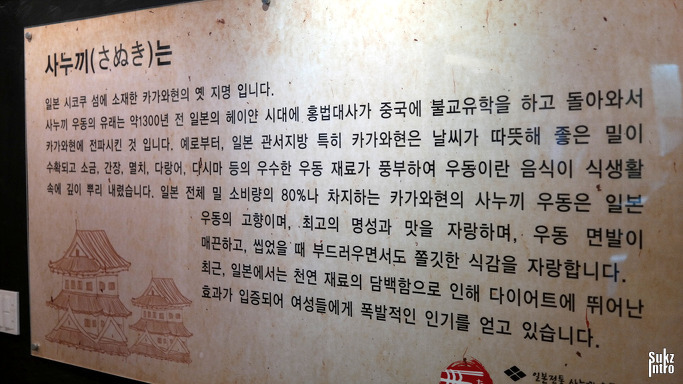 사누끼(さぬき)는
일본 시코쿠 섬에 소재한 카가와현의 옛 지명 입니다.
사누끼 우동의 유래는 약1300년 전 일본의 헤이얀 시대에 홍법대사가 중국에 불교유학을 하고 돌아와서
카가와현에 전파시킨 것 입니다. 예로부터, 일본 관서지방 특히 카가와현은 날씨가 따뜻해 좋은 밀이
수확되고 소금, 간장, 멸치, 다랑어, 다시마 등의 우수한 우동 재료가 풍부하여 우동이란 음식이 식생활
속에 깊이 뿌리 내렸습니다. 일본 전체 밀 소비량의 80%나 차지하는 카가와현의 사누끼 우동은 일본
우동의 고향이며, 최고의 명성과 맛을 자랑하며, 우동 면발이
매끈하고, 씹었을 때 부드러우면서도 쫄깃한 식감을 자랑합니다.
최근, 일본에서는 천연 재료의 담백함으로 인해 다이어트에 뛰어난
효과가 입증되어 여성들에게 폭발적인 인기를 얻고 있습니다.
일본전통
Sukz
Intro